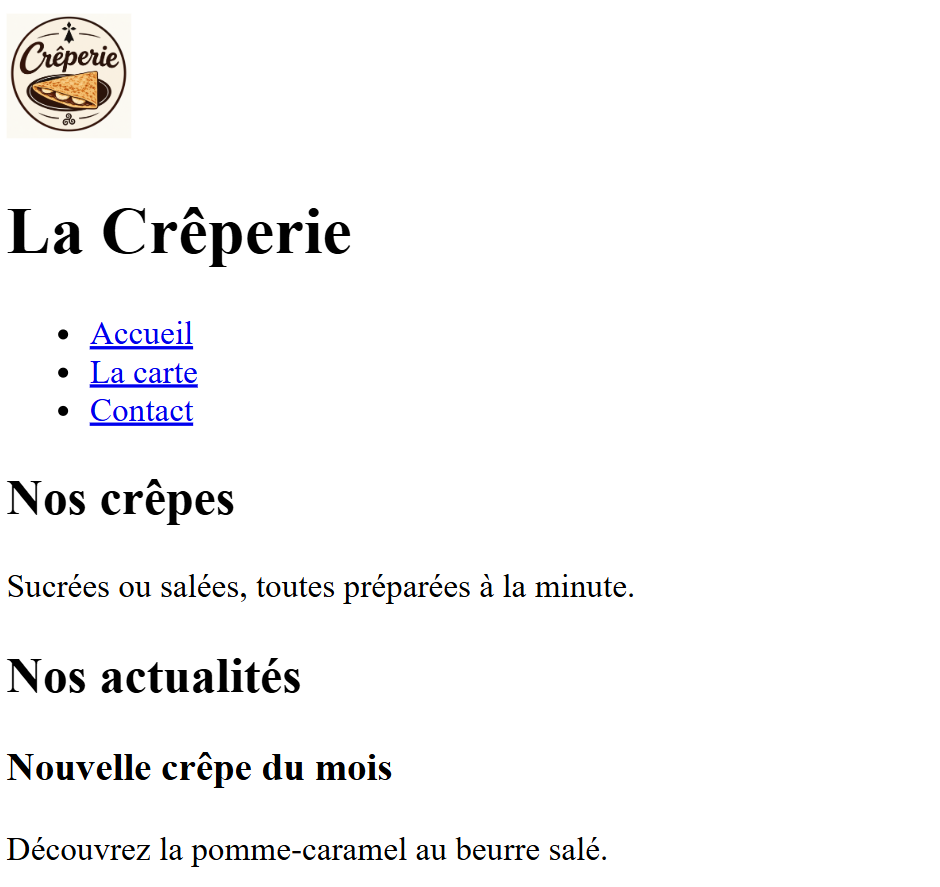 Crêperie
La Crêperie
Accueil
La carte
Contact
Nos crêpes
Sucrées ou salées, toutes préparées à la minute.
Nos actualités
Nouvelle crêpe du mois
Découvrez la pomme-caramel au beurre salé.